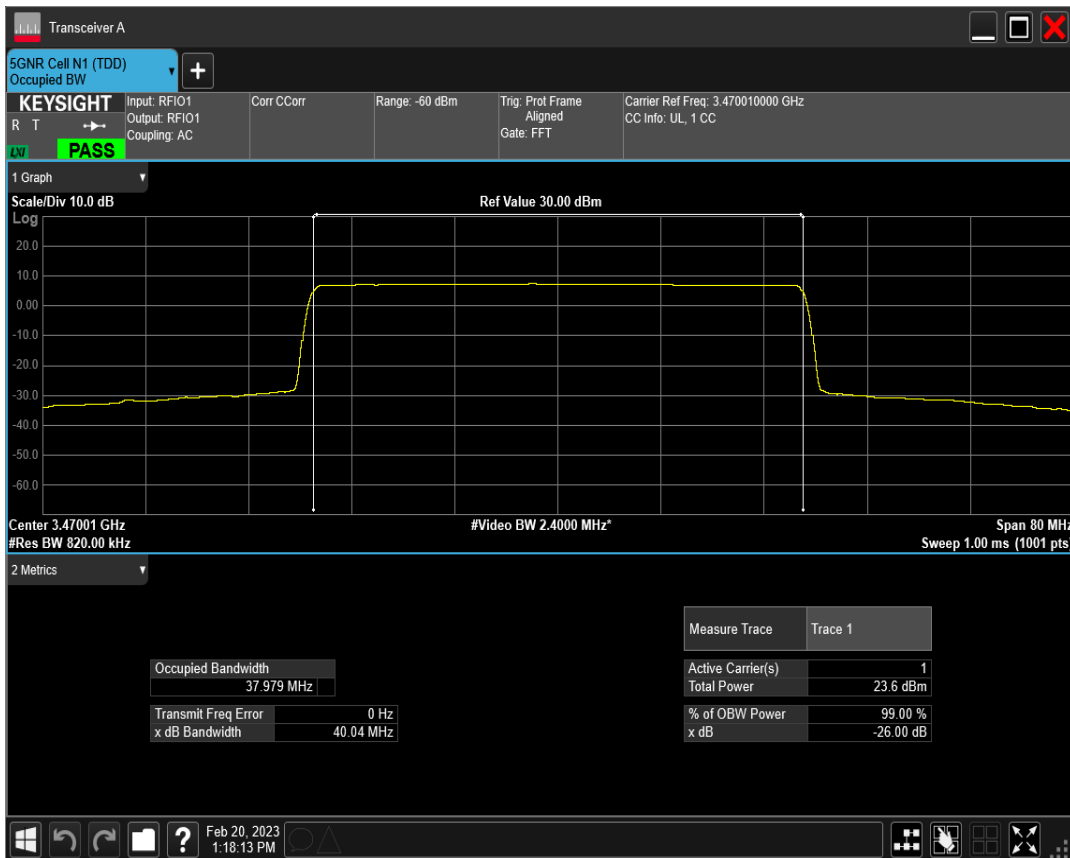 Transceiver A
5GNR Cell N1 (TDD)
Occupied BW
+
KEYSIGHT
R T
LXI
PASS
Input: RFIO1
Output: RFIO1
Coupling: AC
Corr CCorr
Range: -60 dBm
Trig: Prot Frame
Aligned
Gate: FFT
Carrier Ref Freq: 3.470010000 GHz
CC Info: UL, 1 CC
1 Graph
Scale/Div 10.0 dB
Ref Value 30.00 dBm
Log
20.0
10.0
0.00
-10.0
-20.0
-30.0
-40.0
-50.0
-60.0
Center 3.47001 GHz
#Video BW 2.4000 MHz*
Span 80 MHz
#Res BW 820.00 kHz
Sweep 1.00 ms (1001 pts)
2 Metrics
Measure Trace Trace 1
Occupied Bandwidth
37.979 MHz
Active Carrier(s) 1
Total Power 23.6 dBm
Transmit Freq Error 0 Hz
x dB Bandwidth 40.04 MHz
% of OBW Power 99.00 %
x dB -26.00 dB
?
Feb 20, 2023
1:18:13 PM